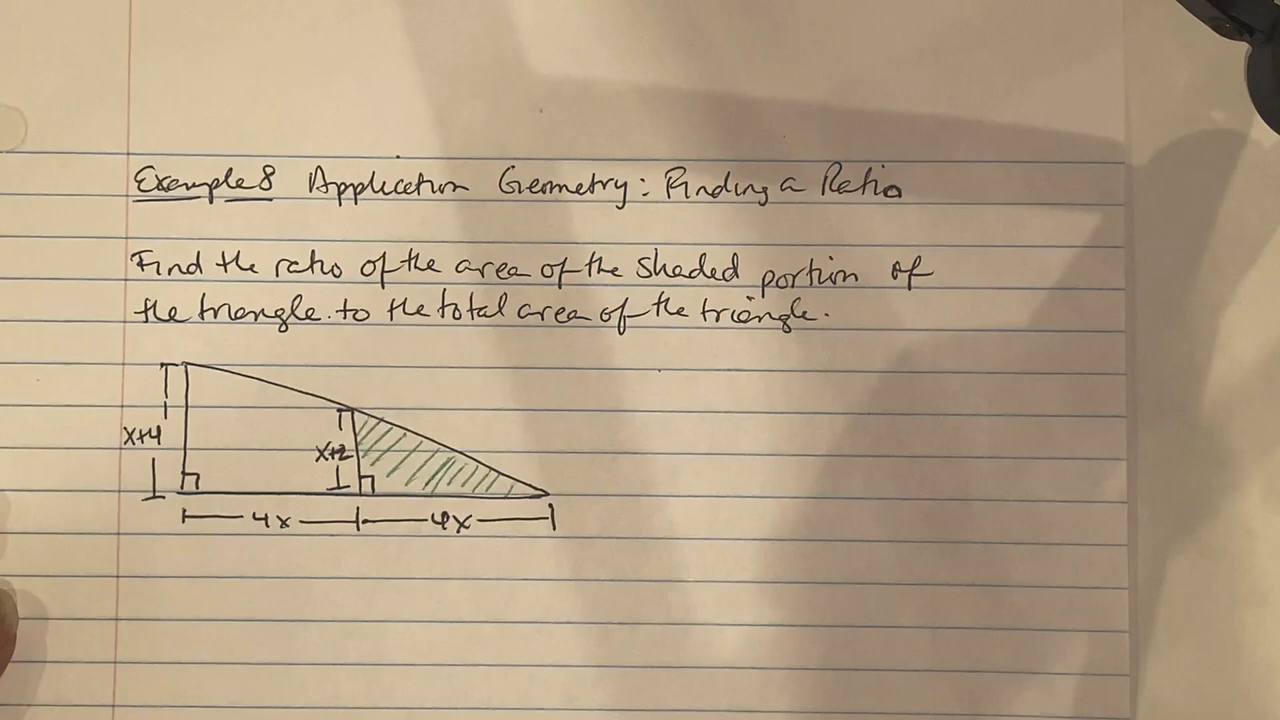 Example 8 Application Geometry: Finding a Ratio
Find the ratio of the area of the shaded portion of
the triangle. to the total area of the triangle.
x+4
x+2
4x 4x